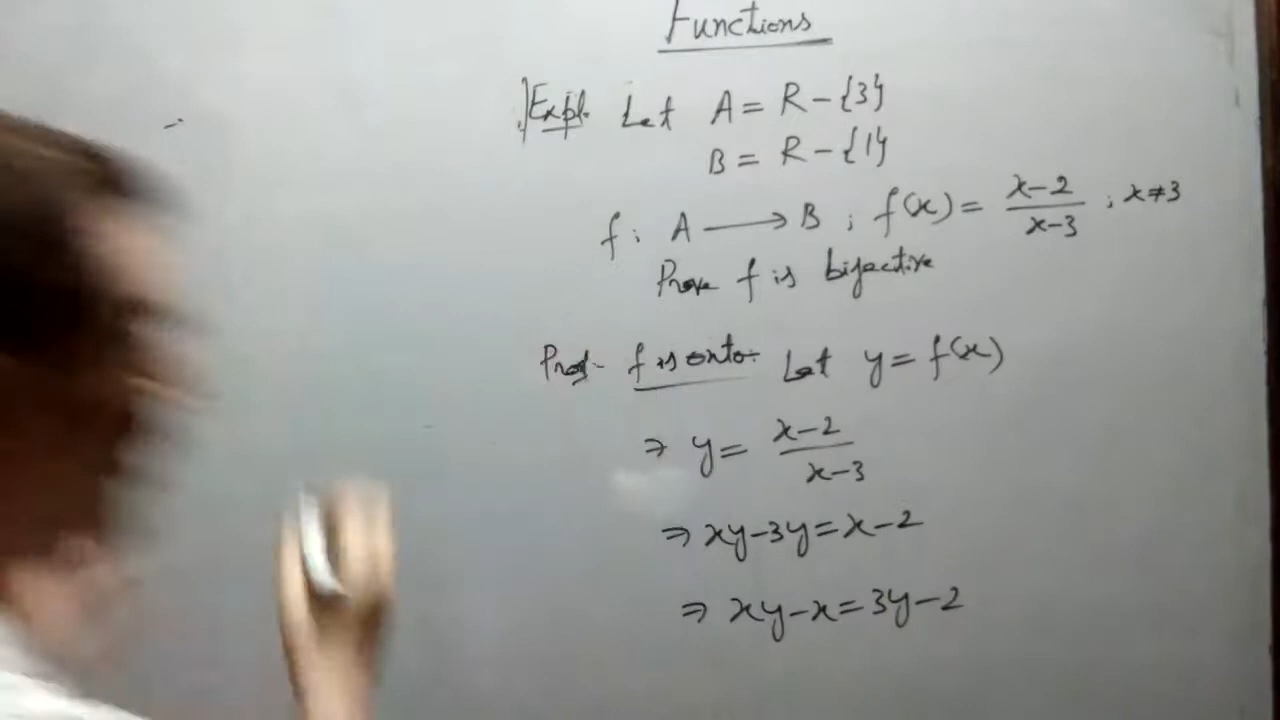 Functions
Expl. Let A = R - {3}
B = R - {1}
f: A ⟶ B ; f(x) = x-2 / x-3 ; x≠3
Prove f is bijective
Proof- f is onto- Let y = f(x)
⇒ y = x-2 / x-3
⇒ xy-3y = x-2
⇒ xy-x = 3y-2